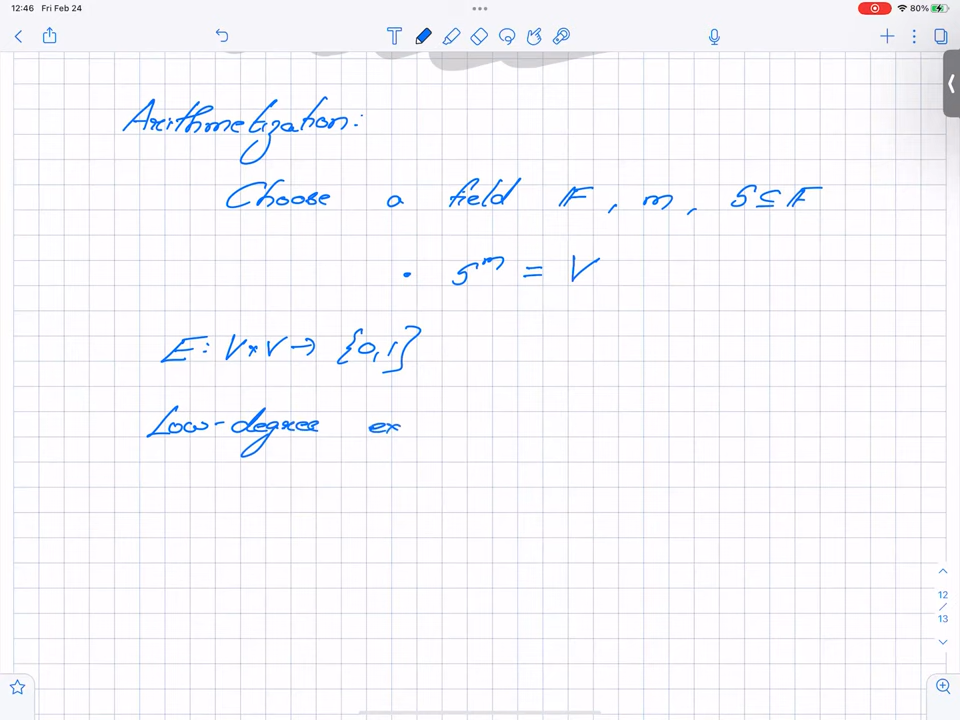 12:46 Fri Feb 24
80%
Arithmetization:
Choose a field 𝔽, m, S ⊆ 𝔽
• S^m = V
E: V×V → {0,1}
Low-degree ex
12
/
13